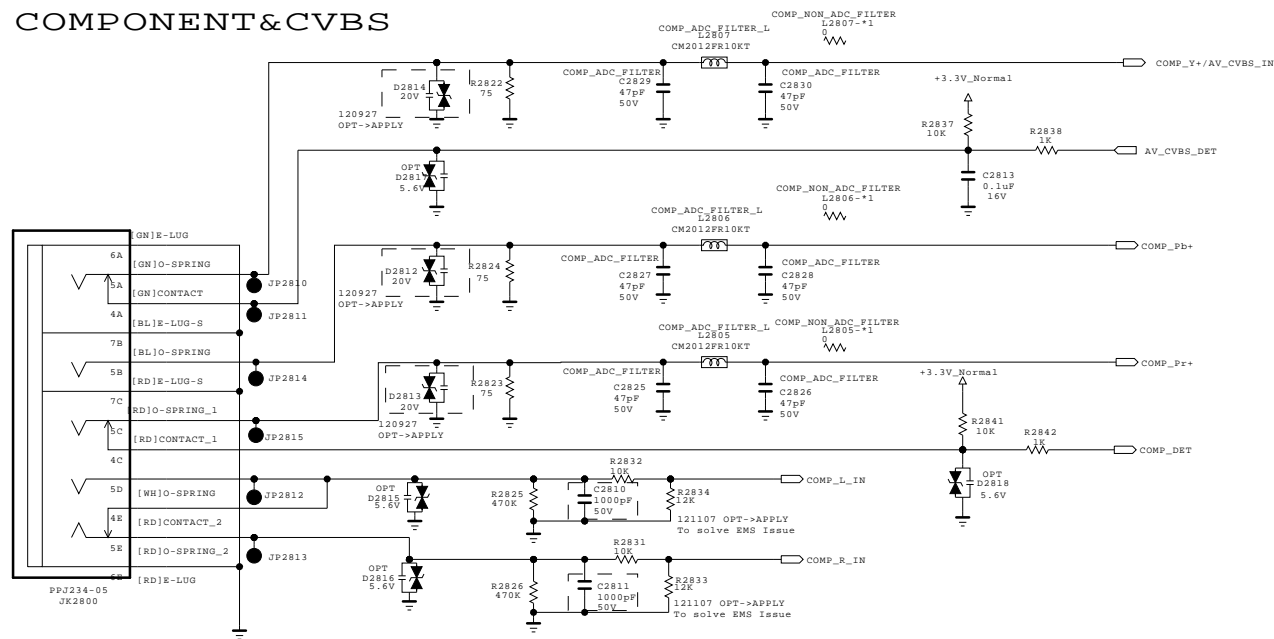 COMPONENT&CVBS
COMP_NON_ADC_FILTER
L2807-*1
0
COMP_ADC_FILTER_L
L2807
CM2012FR10KT
COMP_Y+/AV_CVBS_IN
D2814
20V
R2822
75
120927
OPT->APPLY
COMP_ADC_FILTER
C2829
47pF
50V
COMP_ADC_FILTER
C2830
47pF
50V
+3.3V_Normal
R2837
10K
R2838
1K
AV_CVBS_DET
OPT
D2817
5.6V
C2813
0.1uF
16V
COMP_NON_ADC_FILTER
L2806-*1
0
COMP_ADC_FILTER_L
L2806
CM2012FR10KT
COMP_Pb+
D2812
20V
R2824
75
120927
OPT->APPLY
COMP_ADC_FILTER
C2827
47pF
50V
COMP_ADC_FILTER
C2828
47pF
50V
COMP_NON_ADC_FILTER
L2805-*1
0
COMP_ADC_FILTER_L
L2805
CM2012FR10KT
COMP_Pr+
D2813
20V
R2823
75
120927
OPT->APPLY
COMP_ADC_FILTER
C2825
47pF
50V
COMP_ADC_FILTER
C2826
47pF
50V
+3.3V_Normal
R2841
10K
R2842
1K
COMP_DET
OPT
D2818
5.6V
[GN]E-LUG
6A
[GN]O-SPRING
5A
JP2810
[GN]CONTACT
4A
JP2811
[BL]E-LUG-S
7B
[BL]O-SPRING
5B
JP2814
[RD]E-LUG-S
7C
[RD]O-SPRING_1
5C
JP2815
[RD]CONTACT_1
4C
5D
[WH]O-SPRING
JP2812
4E
[RD]CONTACT_2
5E
[RD]O-SPRING_2
JP2813
6E
[RD]E-LUG
PPJ234-05
JK2800
OPT
D2815
5.6V
R2825
470K
C2810
1000pF
50V
R2832
10K
R2834
12K
COMP_L_IN
121107 OPT->APPLY
To solve EMS Issue
OPT
D2816
5.6V
R2826
470K
C2811
1000pF
50V
R2831
10K
R2833
12K
COMP_R_IN
121107 OPT->APPLY
To solve EMS Issue